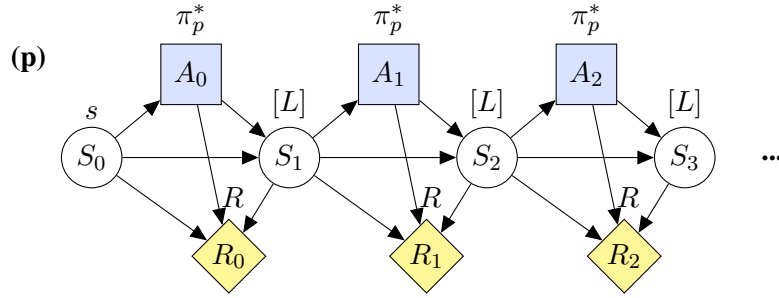 π*p π*p π*p
(p)
A0 A1 A2
s [L] [L] [L]
S0 S1 S2 S3 ...
R R R
R0 R1 R2